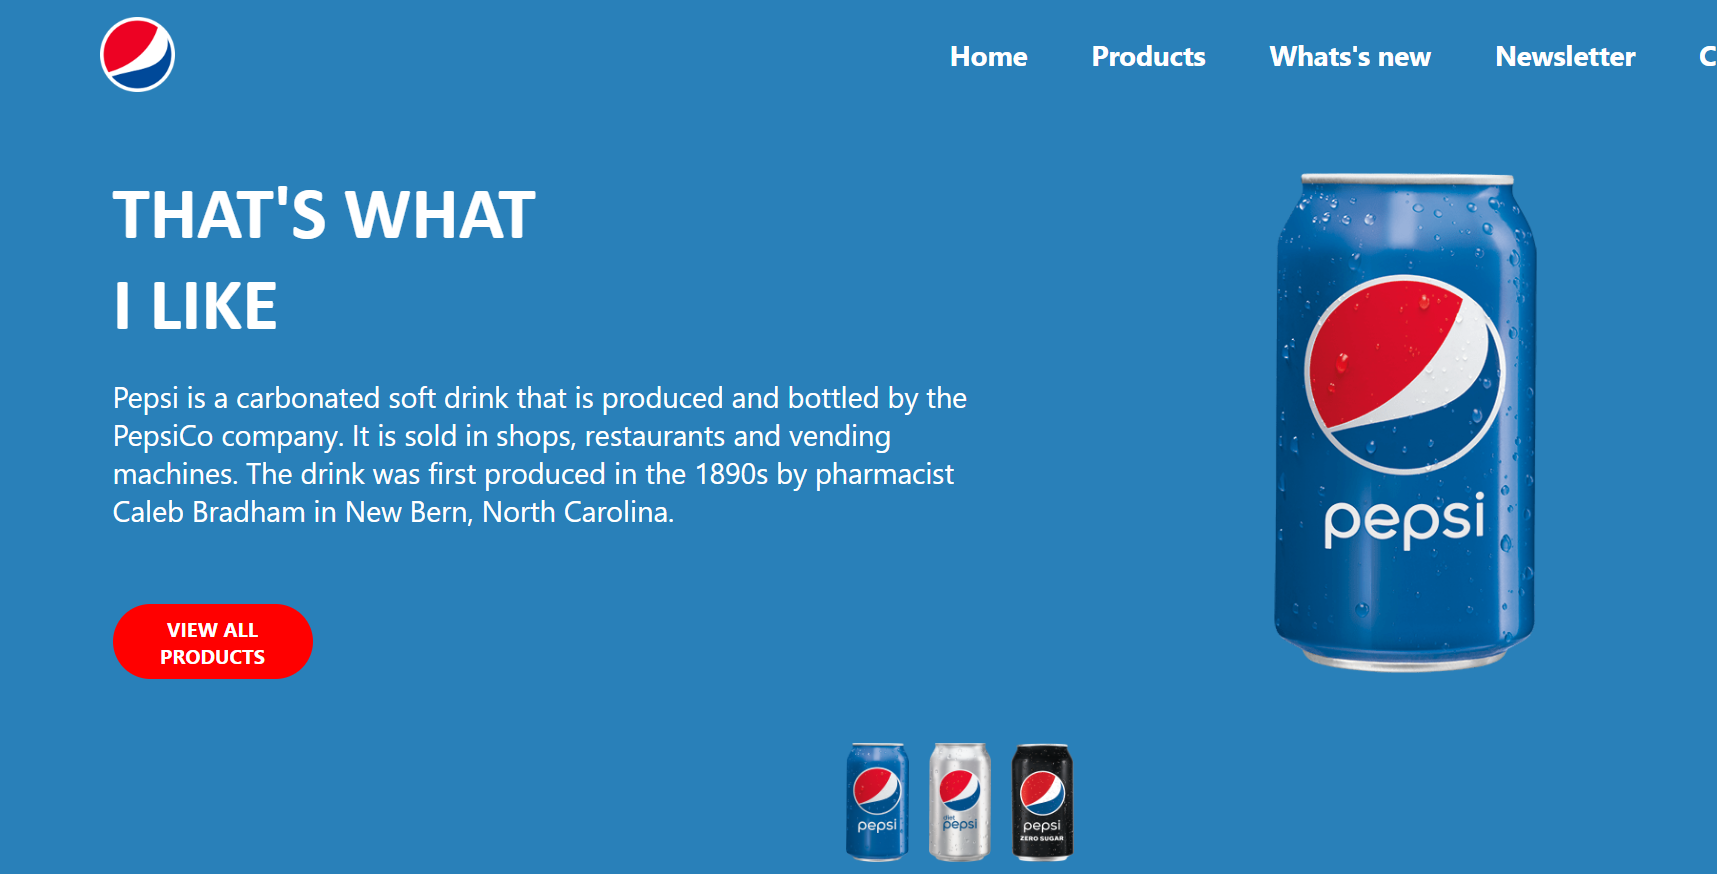 Home Products Whats's new Newsletter C
THAT'S WHAT
I LIKE
Pepsi is a carbonated soft drink that is produced and bottled by the
PepsiCo company. It is sold in shops, restaurants and vending
machines. The drink was first produced in the 1890s by pharmacist
Caleb Bradham in New Bern, North Carolina.
pepsi
VIEW ALL
PRODUCTS
pepsi
diet
pepsi
pepsi
ZERO SUGAR